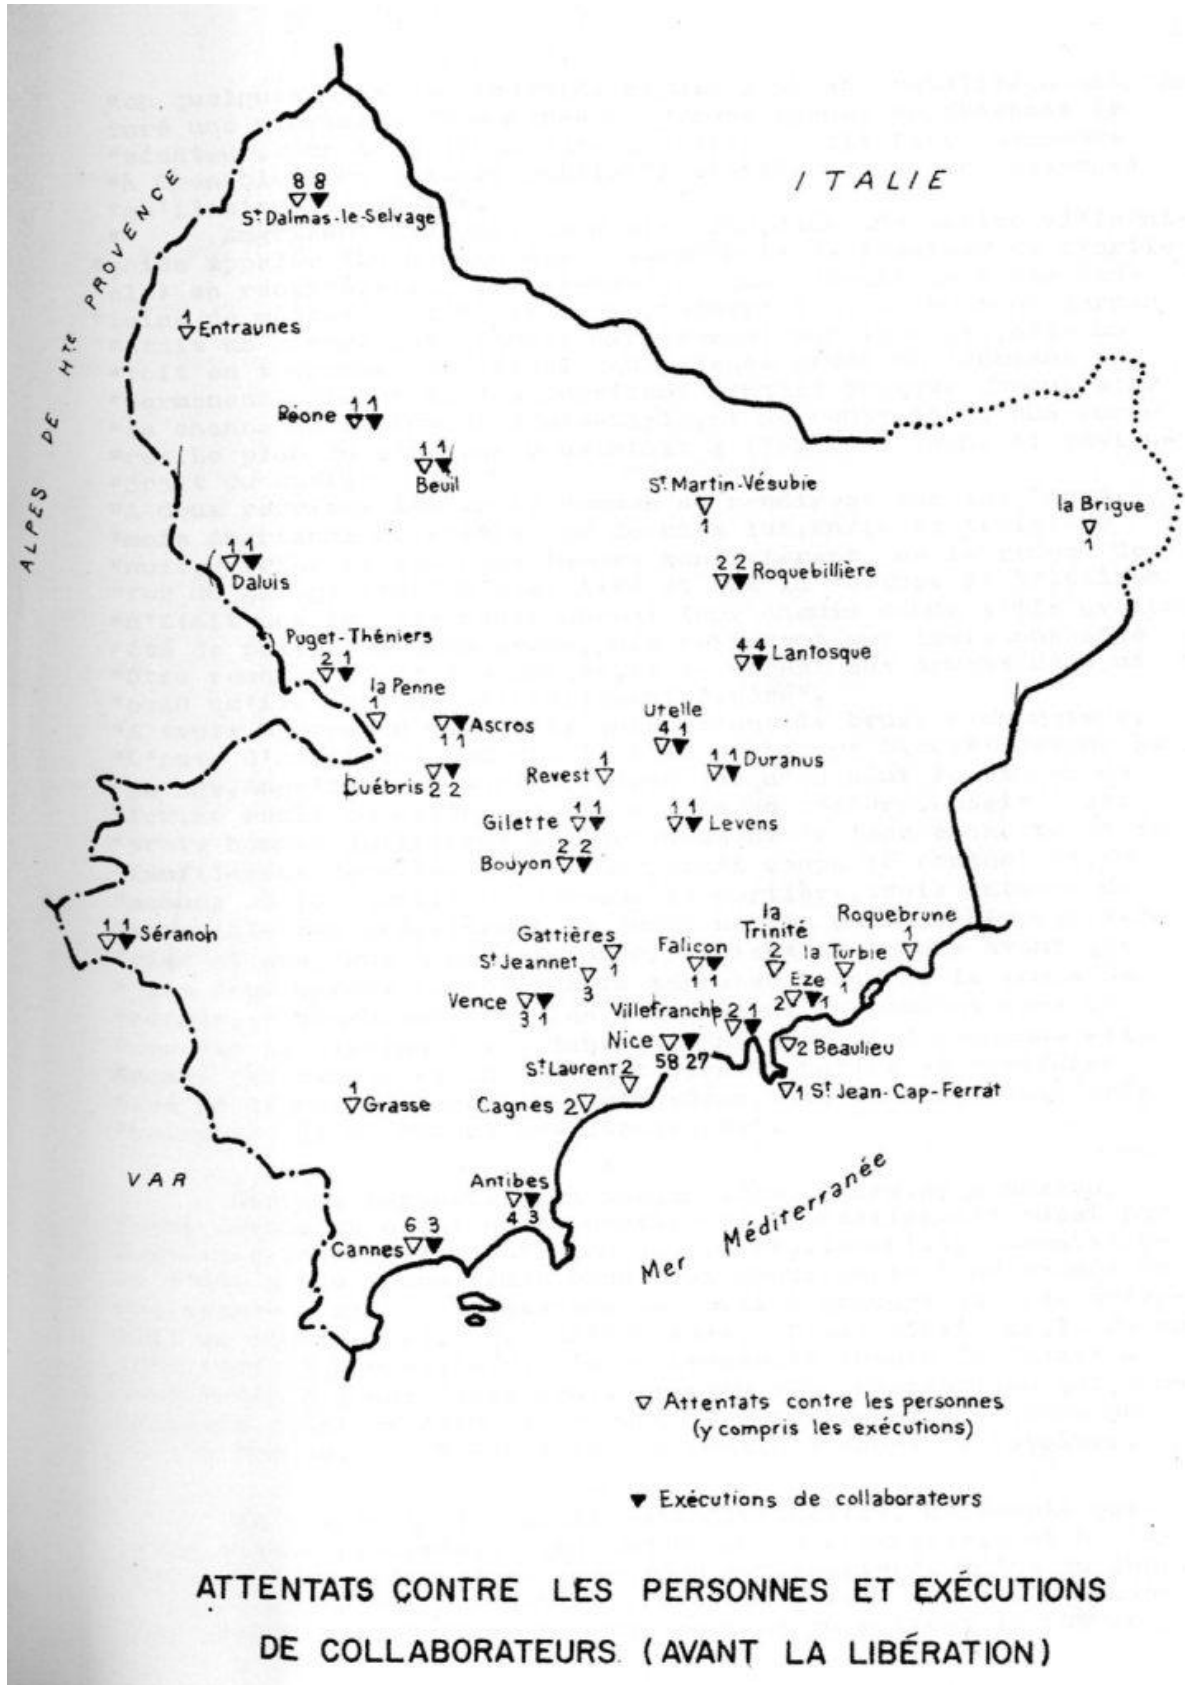 ITALIE
ALPES DE Hte PROVENCE
8 8
St Dalmas-le-Selvage
1
Entraunes
Péone 1 1
1 1
Beuil
St Martin-Vésubie
1
la Brigue
1
1 1
Daluis
2 2
Roquebillière
4 4
Lantosque
Puget-Théniers
2 1
la Penne
1
Ascros
1 1
Utelle
4 1
Cuébris 2 2
Revest 1
1 1
Duranus
Gilette 1 1
1 1
Levens
2 2
Bouyon
1 1
Séranon
Gattières
1
St Jeannet
3
Falicon
1 1
la
Trinité
2
Roquebrune
1
la Turbie
1
Eze
2 1
Vence
3 1
Villefranche 2 1
Nice
58 27
2 Beaulieu
St Laurent 2
1 St Jean-Cap-Ferrat
Cagnes 2
1
Grasse
VAR
Antibes
4 3
6 3
Cannes
Mer Méditerranée
Attentats contre les personnes
(y compris les exécutions)
Exécutions de collaborateurs
ATTENTATS CONTRE LES PERSONNES ET EXÉCUTIONS
DE COLLABORATEURS (AVANT LA LIBÉRATION)